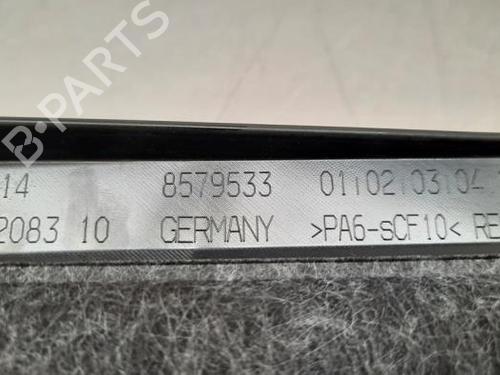 B-PARTS
14 8579533 01 02 03 04
2083 10 GERMANY >PA6-sCF10< RE